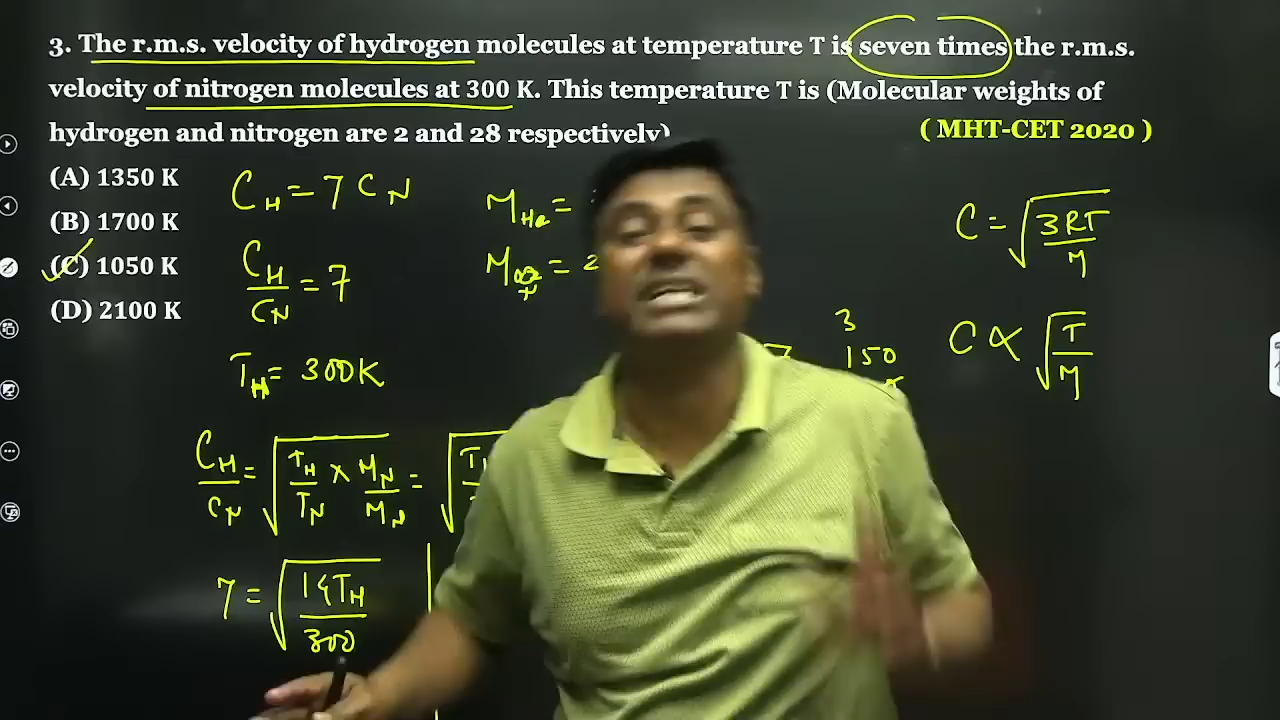 3. The r.m.s. velocity of hydrogen molecules at temperature T is seven times the r.m.s.
velocity of nitrogen molecules at 300 K. This temperature T is (Molecular weights of
hydrogen and nitrogen are 2 and 28 respectively)
( MHT-CET 2020 )
(A) 1350 K
(B) 1700 K
(C) 1050 K
(D) 2100 K
C_H = 7 C_N
C_H / C_N = 7
T_H = 300K
C_H / C_N = √(T_H / T_N × M_N / M_N) = √
7 = √(14T_H / 300)
M_He =
= 2
3
150
C = √(3RT / M)
C ∝ √(T / M)